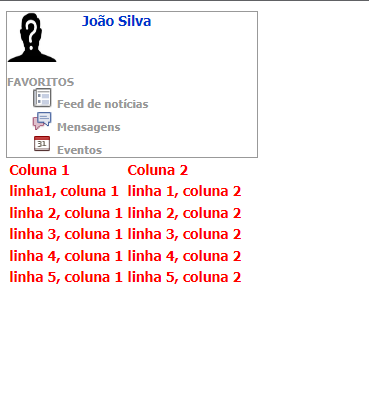 João Silva
FAVORITOS
Feed de notícias
Mensagens
Eventos
Coluna 1 Coluna 2
linha1, coluna 1 linha 1, coluna 2
linha 2, coluna 1 linha 2, coluna 2
linha 3, coluna 1 linha 3, coluna 2
linha 4, coluna 1 linha 4, coluna 2
linha 5, coluna 1 linha 5, coluna 2